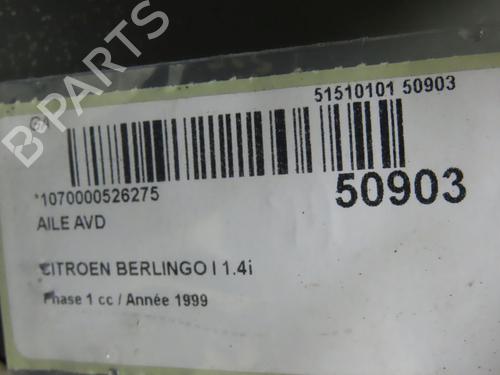 B PARTS
51510101 50903
*1070000526275
50903
AILE AVD
CITROEN BERLINGO I 1.4i
Phase 1 cc / Année 1999